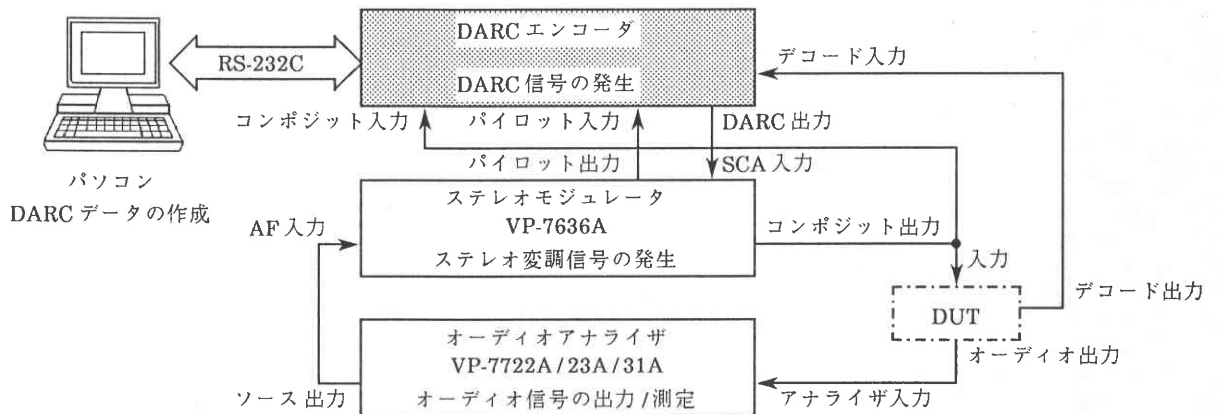 DARCエンコーダ
DARC信号の発生
RS-232C
デコード入力
コンポジット入力
パイロット入力
DARC出力
パイロット出力
SCA入力
パソコン
DARCデータの作成
ステレオモジュレータ
VP-7636A
ステレオ変調信号の発生
AF入力
コンポジット出力
入力
DUT
デコード出力
オーディオアナライザ
VP-7722A/23A/31A
オーディオ信号の出力/測定
ソース出力
オーディオ出力
アナライザ入力